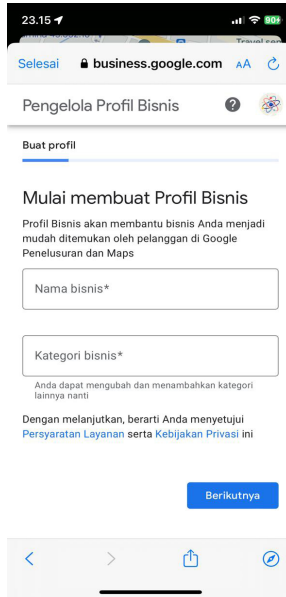 23.15
90+
Travel
Selesai
business.google.com
AA
Pengelola Profil Bisnis
?
Buat profil
Mulai membuat Profil Bisnis
Profil Bisnis akan membantu bisnis Anda menjadi
mudah ditemukan oleh pelanggan di Google
Penelusuran dan Maps
Nama bisnis*
Kategori bisnis*
Anda dapat mengubah dan menambahkan kategori
lainnya nanti
Dengan melanjutkan, berarti Anda menyetujui
Persyaratan Layanan serta Kebijakan Privasi ini
Berikutnya